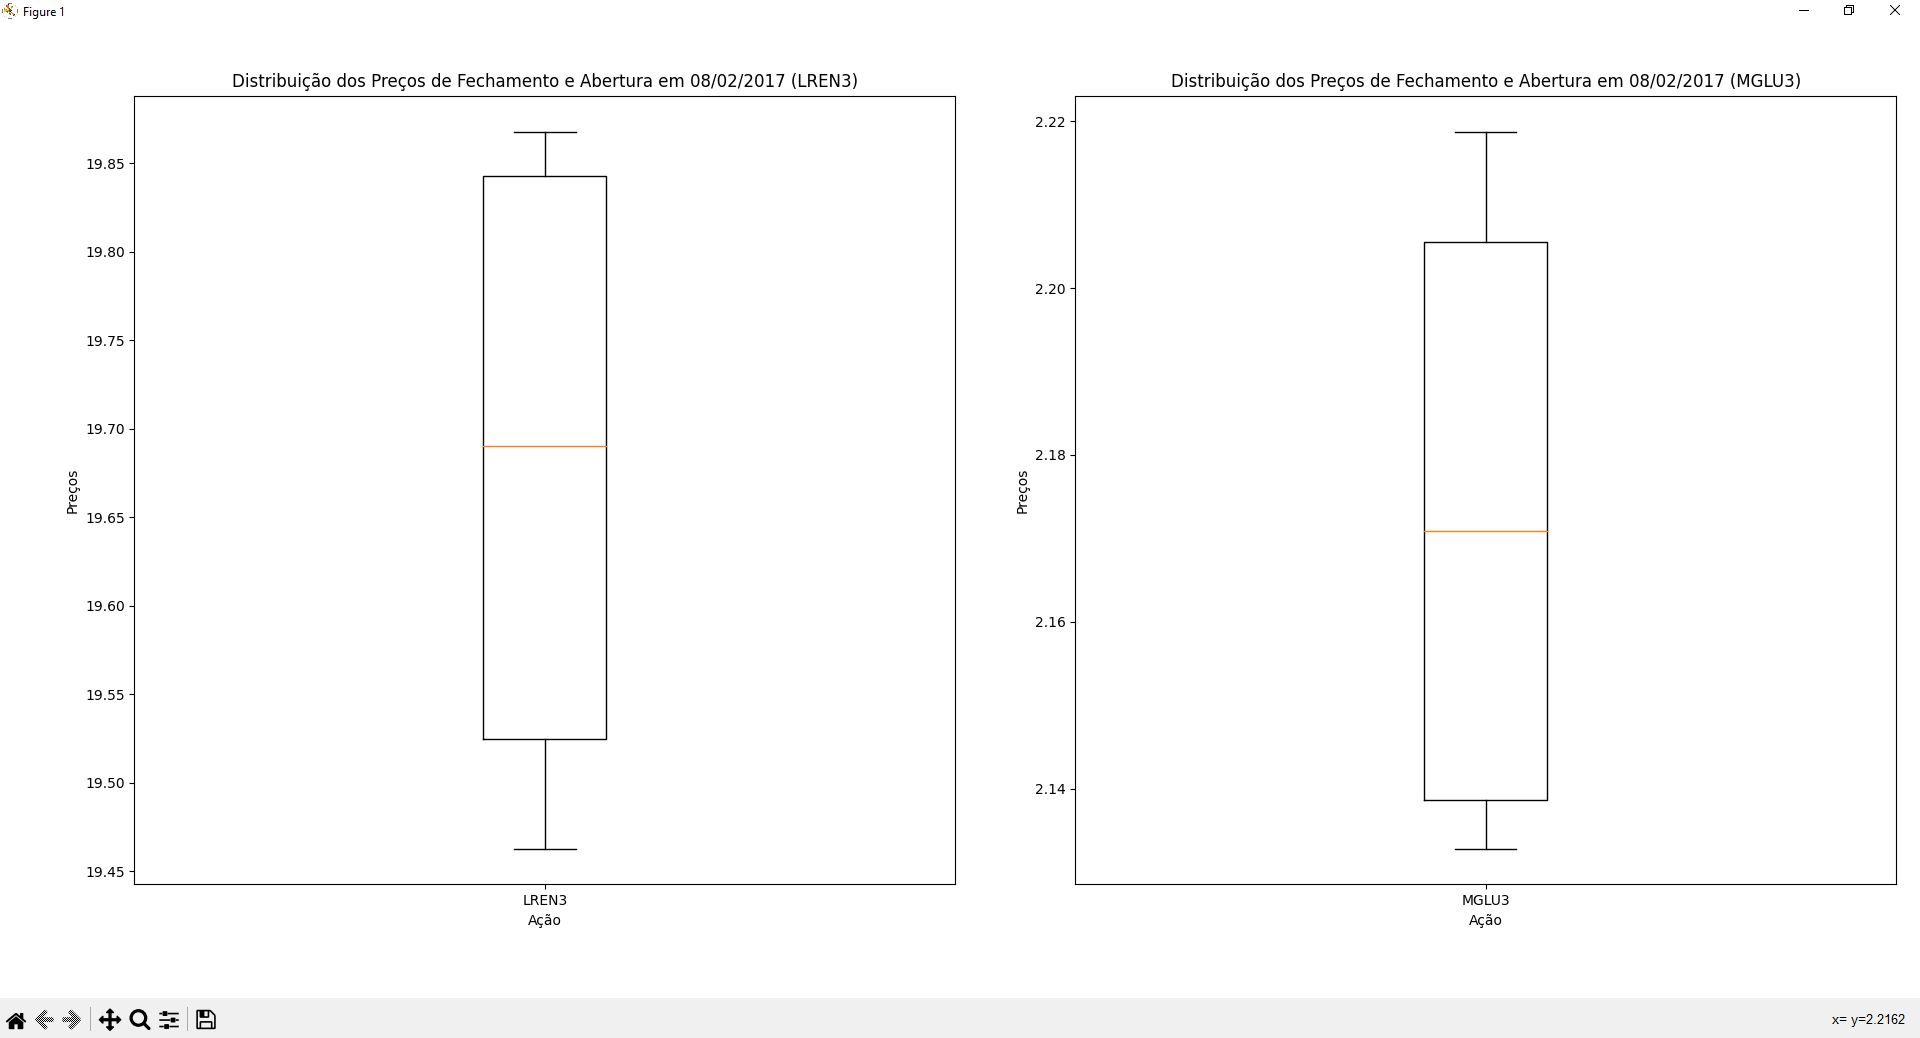 Figure 1
Distribuição dos Preços de Fechamento e Abertura em 08/02/2017 (LREN3)
19.85
19.80
19.75
19.70
19.65
19.60
19.55
19.50
19.45
Preços
LREN3
Ação
Distribuição dos Preços de Fechamento e Abertura em 08/02/2017 (MGLU3)
2.22
2.20
2.18
2.16
2.14
Preços
MGLU3
Ação
x= y=2.2162